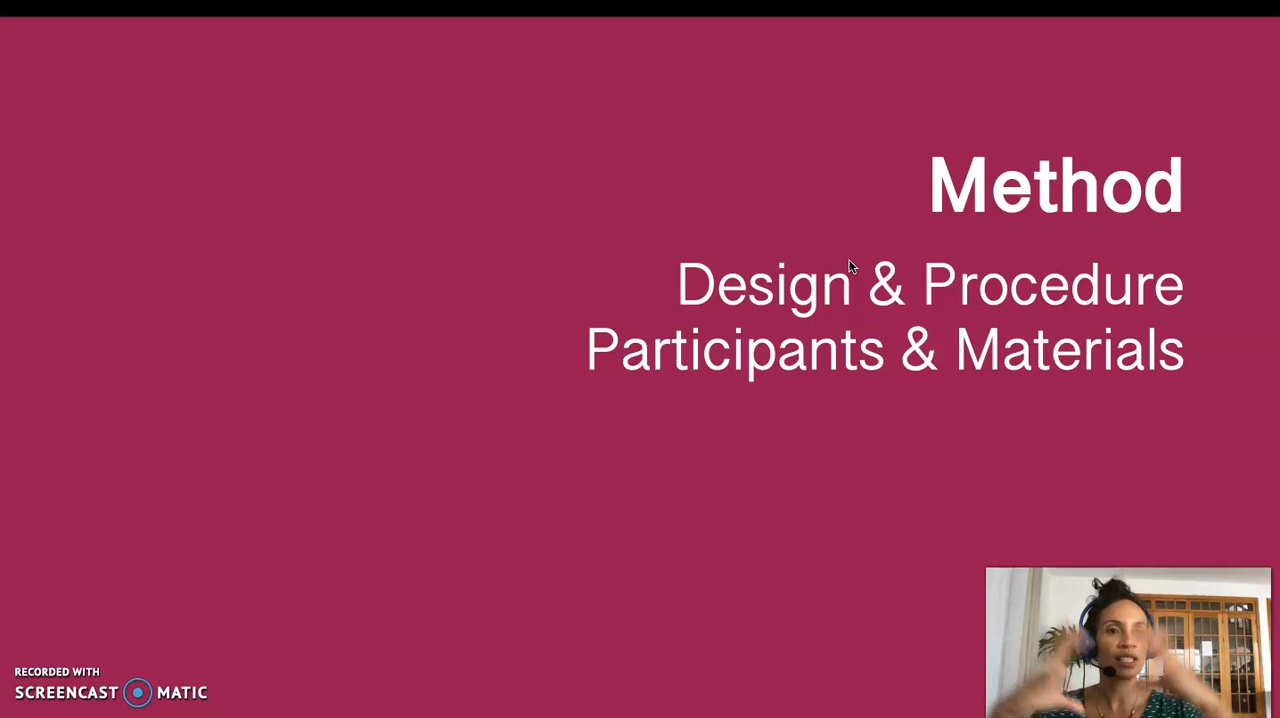 Method
Design & Procedure
Participants & Materials
RECORDED WITH
SCREENCAST MATIC